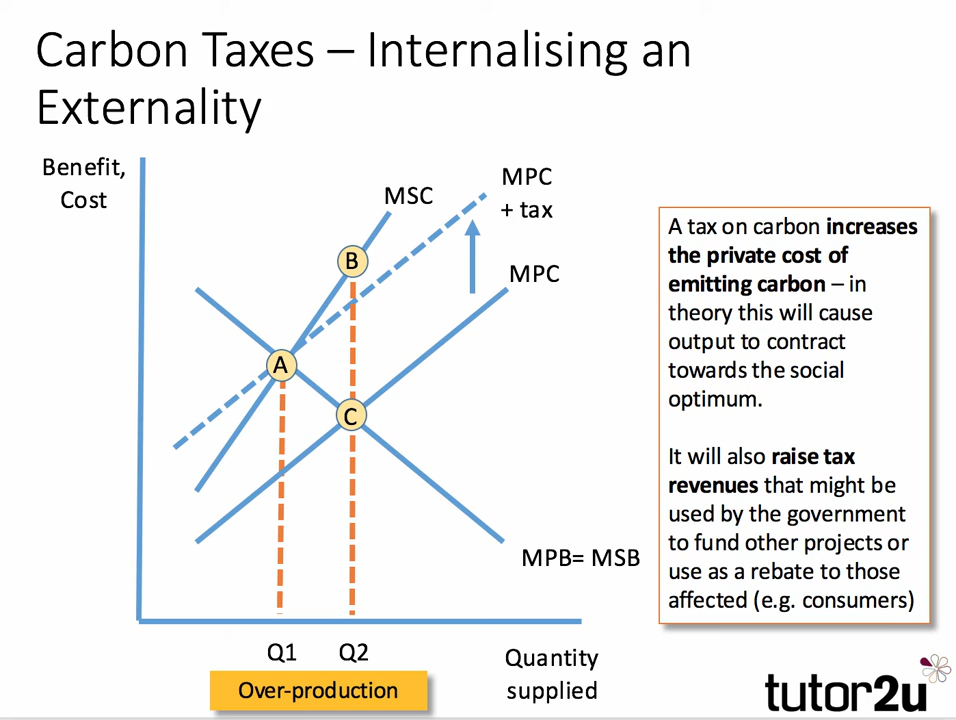 Carbon Taxes – Internalising an
Externality
Benefit,
Cost
MSC
MPC
+ tax
MPC
B
A
C
MPB= MSB
Q1
Q2
Quantity
supplied
Over-production
A tax on carbon increases
the private cost of
emitting carbon – in
theory this will cause
output to contract
towards the social
optimum.
It will also raise tax
revenues that might be
used by the government
to fund other projects or
use as a rebate to those
affected (e.g. consumers)
tutor2u